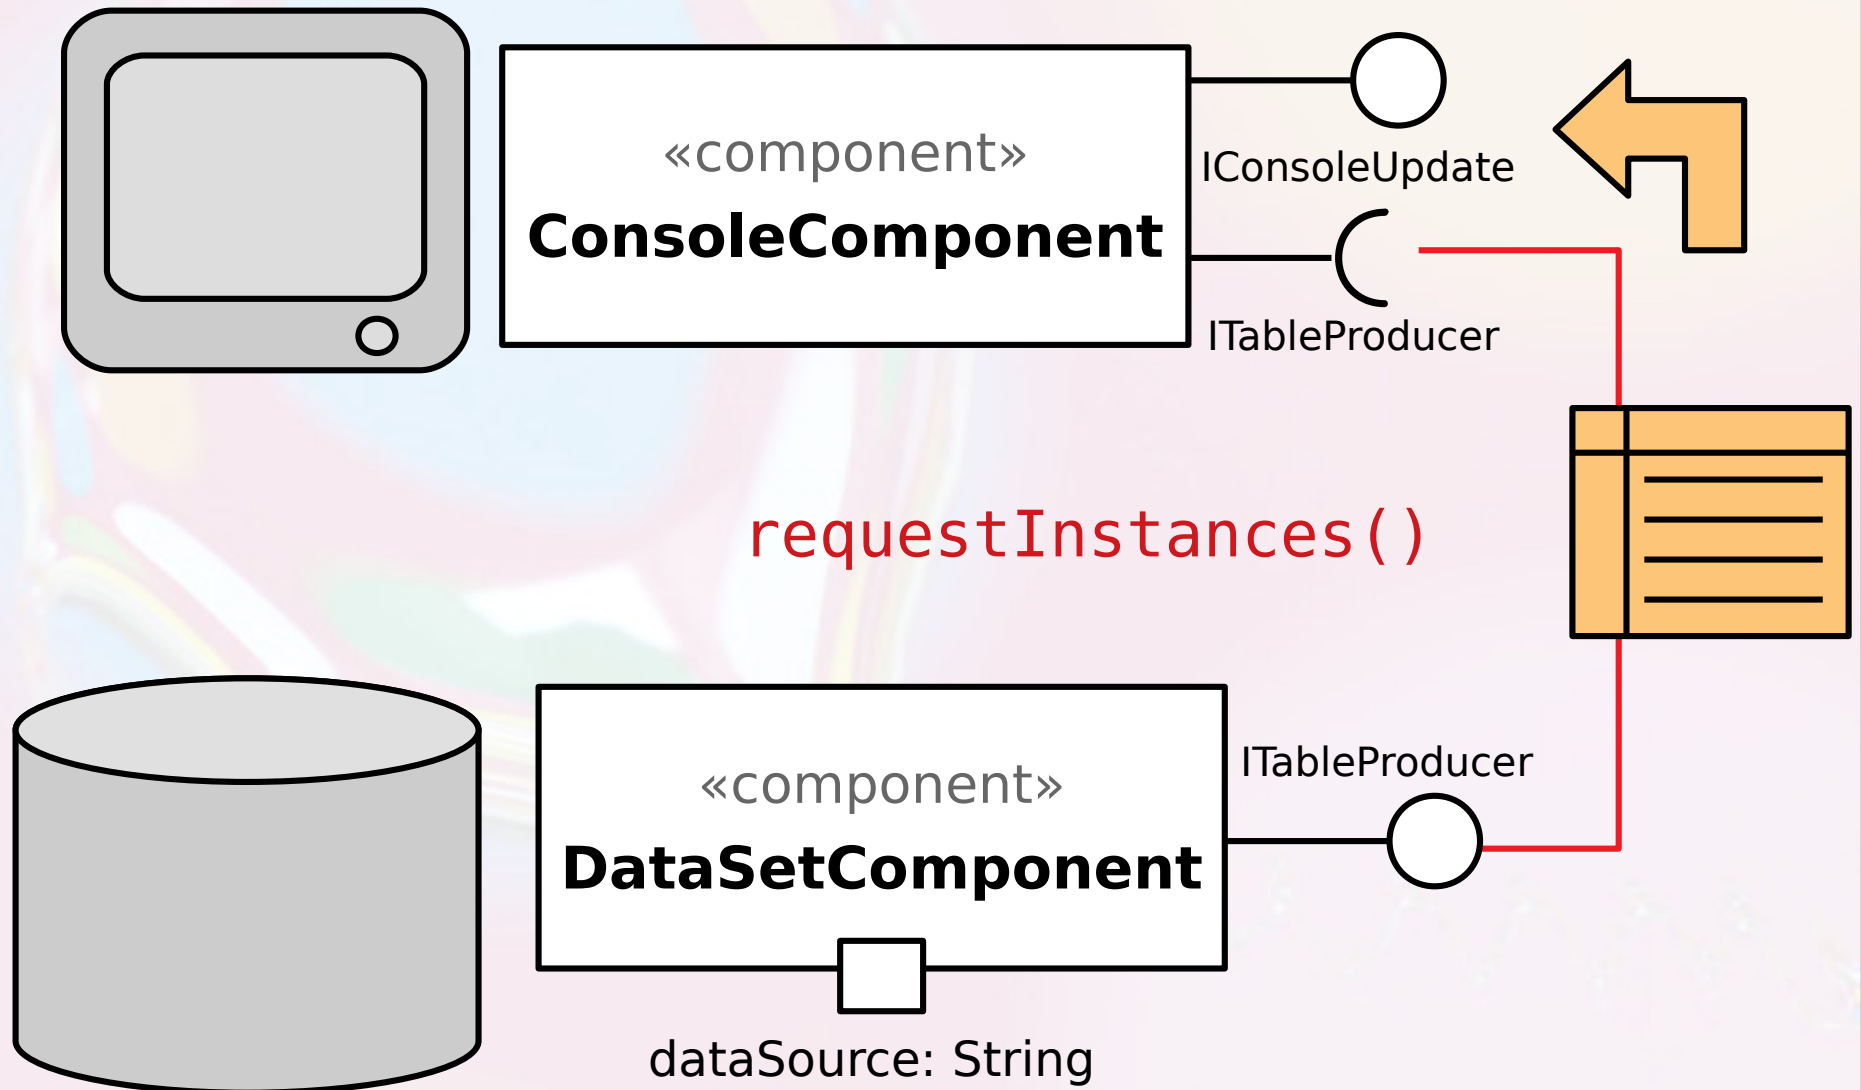 «component»
ConsoleComponent
IConsoleUpdate
ITableProducer
requestInstances()
«component»
DataSetComponent
ITableProducer
dataSource: String